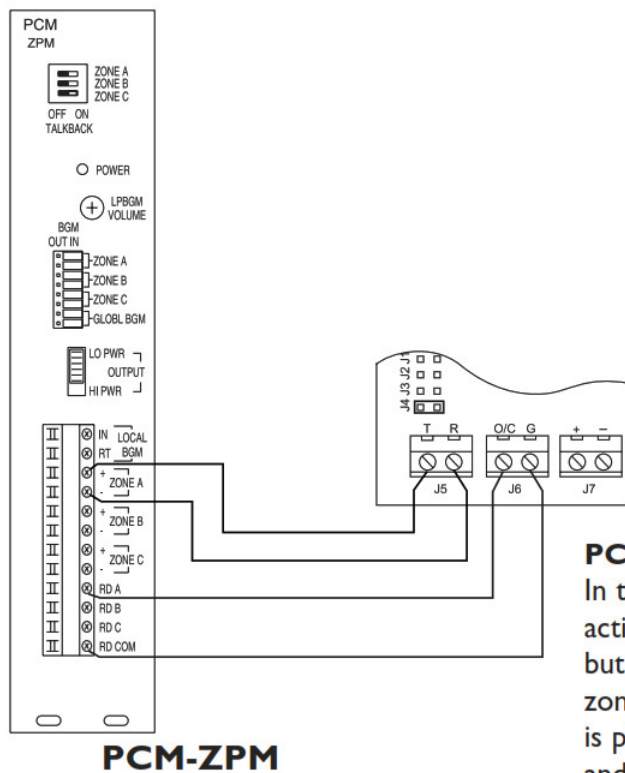 PCM
ZPM
ZONE A
ZONE B
ZONE C
OFF ON
TALKBACK
POWER
LPBGM
VOLUME
BGM
OUT IN
ZONE A
ZONE B
ZONE C
GLOBL BGM
LO PWR
OUTPUT
HI PWR
IN LOCAL
RT BGM
+
ZONE A
-
+
ZONE B
-
+
ZONE C
-
RD A
RD B
RD C
RD COM
PCM-ZPM
J1
J2
J3
J4
T R
J5
O/C G
J6
+ –
J7
PC
In t
acti
but
zon
is p
and